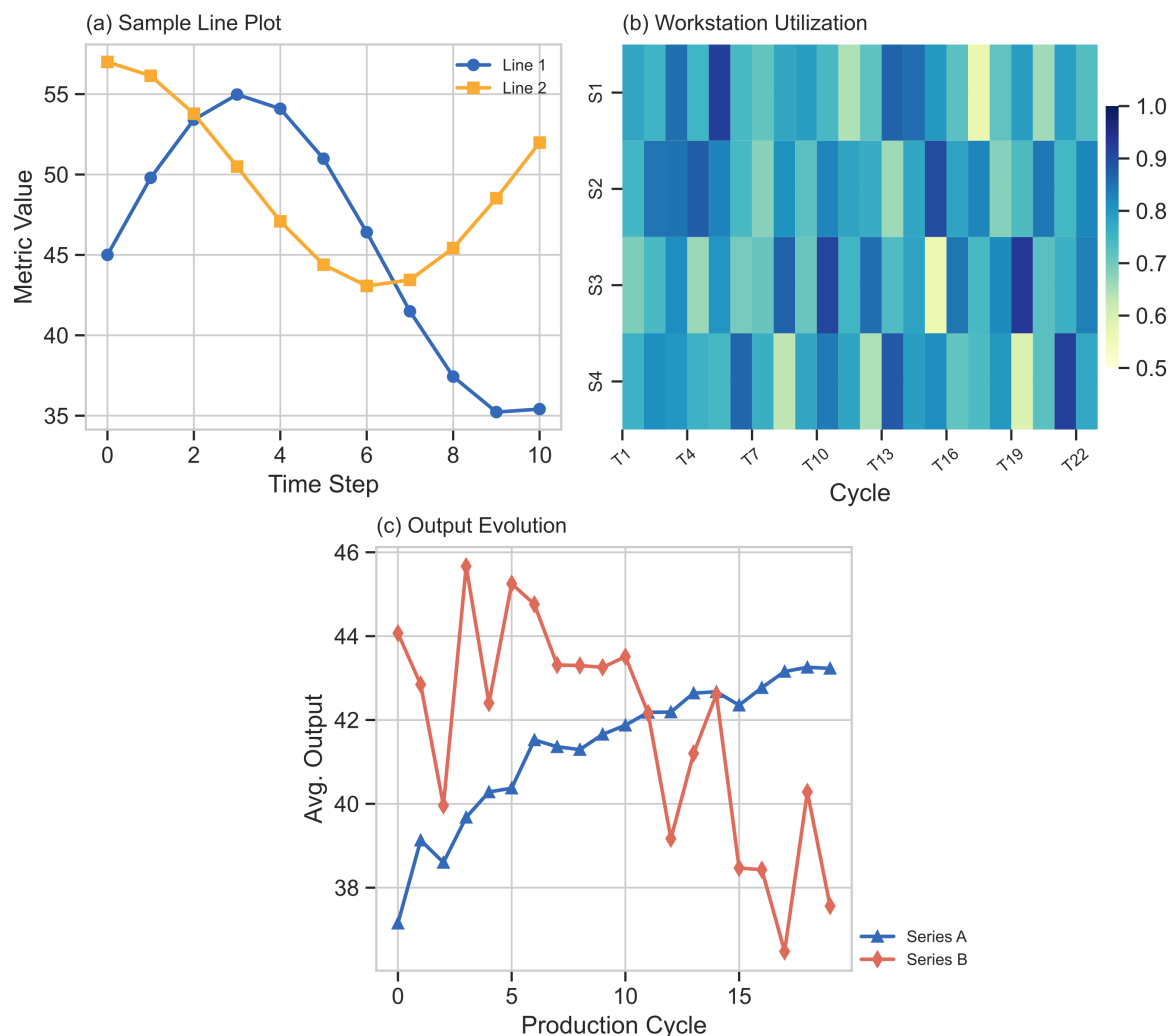 (a) Sample Line Plot
Line 1
Line 2
55
50
45
40
35
Metric Value
0
2
4
6
8
10
Time Step
(b) Workstation Utilization
S1
S2
S3
S4
T1
T4
T7
T10
T13
T16
T19
T22
Cycle
1.0
0.9
0.8
0.7
0.6
0.5
(c) Output Evolution
46
44
42
40
38
Avg. Output
0
5
10
15
Production Cycle
Series A
Series B